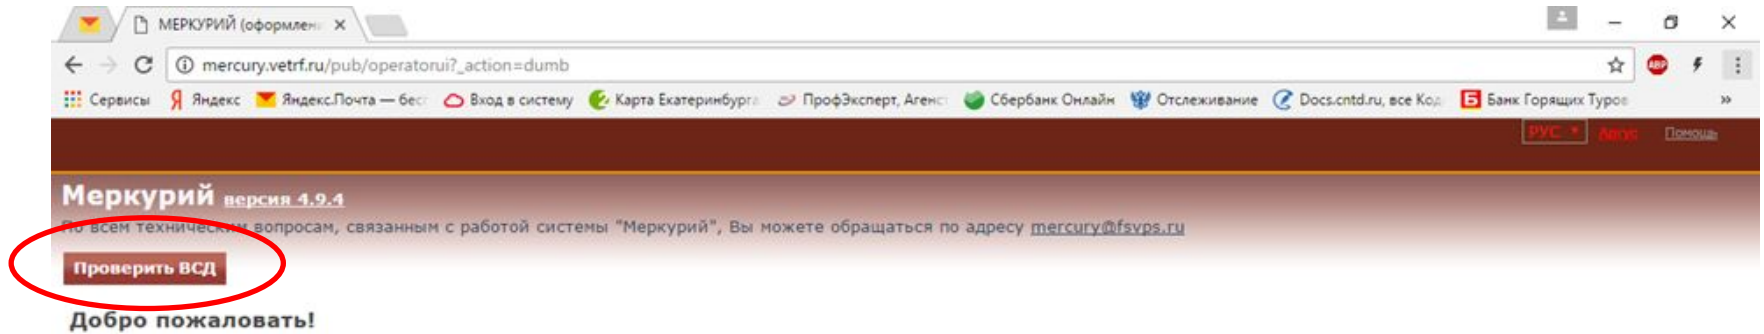 МЕРКУРИЙ (оформлен
mercury.vetrf.ru/pub/operatorui?_action=dumb
ABP
Сервисы Яндекс Яндекс.Почта — бес Вход в систему Карта Екатеринбурга ПрофЭксперт, Агенс Сбербанк Онлайн Отслеживание Docs.cntd.ru, все Код Банк Горящих Туров »
РУС Аргус Помощь
Меркурий версия 4.9.4
По всем техническим вопросам, связанным с работой системы "Меркурий", Вы можете обращаться по адресу mercury@fsvps.ru
Проверить ВСД
Добро пожаловать!